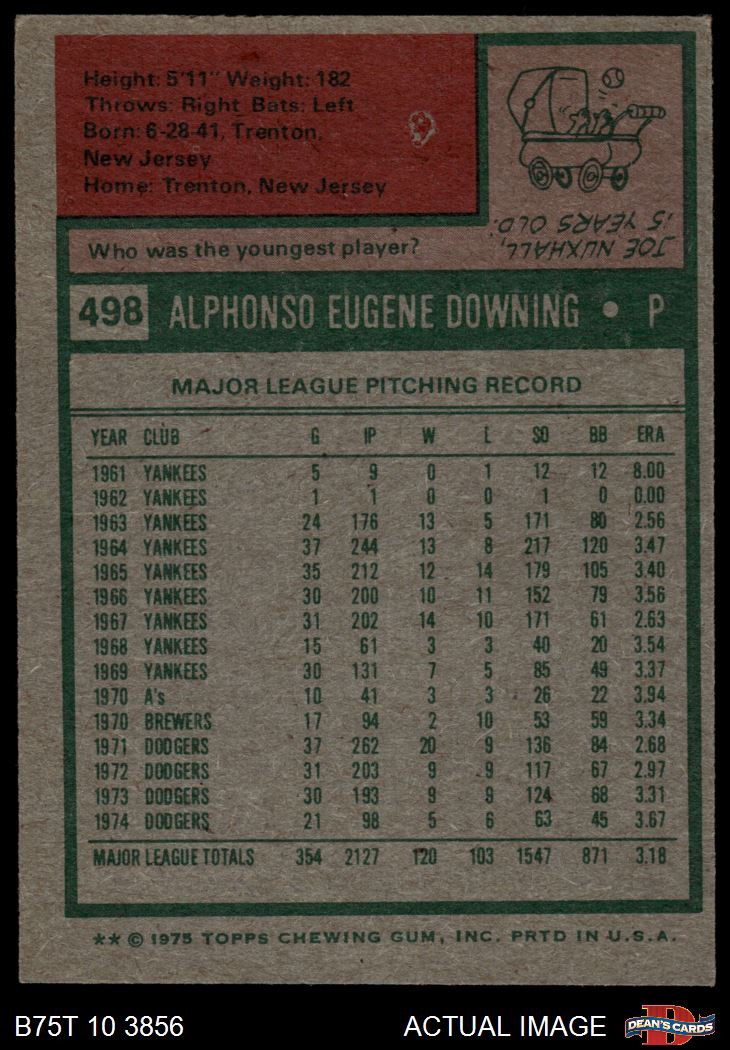 Height: 5'11" Weight: 182
Throws: Right Bats: Left
Born: 6-28-41, Trenton,
New Jersey
Home: Trenton, New Jersey
Who was the youngest player?
JOE NUXHALL,
15 YEARS OLD.
498 ALPHONSO EUGENE DOWNING • P
MAJOR LEAGUE PITCHING RECORD
YEAR CLUB G IP W L SO BB ERA
1961 YANKEES 5 9 0 1 12 12 8.00
1962 YANKEES 1 1 0 0 1 0 0.00
1963 YANKEES 24 176 13 5 171 80 2.56
1964 YANKEES 37 244 13 8 217 120 3.47
1965 YANKEES 35 212 12 14 179 105 3.40
1966 YANKEES 30 200 10 11 152 79 3.56
1967 YANKEES 31 202 14 10 171 61 2.63
1968 YANKEES 15 61 3 3 40 20 3.54
1969 YANKEES 30 131 7 5 85 49 3.37
1970 A's 10 41 3 3 26 22 3.94
1970 BREWERS 17 94 2 10 53 59 3.34
1971 DODGERS 37 262 20 9 136 84 2.68
1972 DODGERS 31 203 9 9 117 67 2.97
1973 DODGERS 30 193 9 9 124 68 3.31
1974 DODGERS 21 98 5 6 63 45 3.67
MAJOR LEAGUE TOTALS 354 2127 120 103 1547 871 3.18
** © 1975 TOPPS CHEWING GUM, INC. PRTD IN U.S.A.
B75T 10 3856 ACTUAL IMAGE
D
DEAN'S CARDS